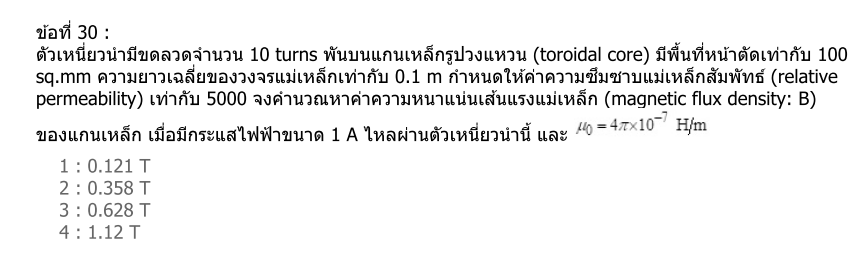 ข้อที่ 30 :
ตัวเหนี่ยวนำมีขดลวดจำนวน 10 turns พันบนแกนเหล็กรูปวงแหวน (toroidal core) มีพื้นที่หน้าตัดเท่ากับ 100
sq.mm ความยาวเฉลี่ยของวงจรแม่เหล็กเท่ากับ 0.1 m กำหนดให้ค่าความซึมซาบแม่เหล็กสัมพัทธ์ (relative
permeability) เท่ากับ 5000 จงคำนวณหาค่าความหนาแน่นเส้นแรงแม่เหล็ก (magnetic flux density: B)
ของแกนเหล็ก เมื่อมีกระแสไฟฟ้าขนาด 1 A ไหลผ่านตัวเหนี่ยวนำนี้ และ μ₀ = 4π×10⁻⁷ H/m
1 : 0.121 T
2 : 0.358 T
3 : 0.628 T
4 : 1.12 T